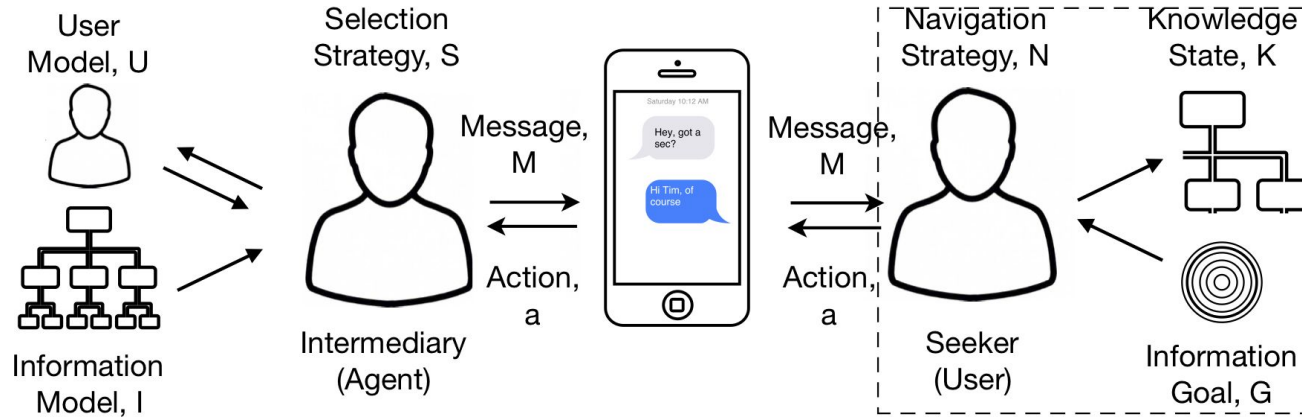 User
Model, U
Selection
Strategy, S
Navigation
Strategy, N
Knowledge
State, K
Message,
M
Saturday 10:12 AM
Hey, got a
sec?
Hi Tim, of
course
Message,
M
Action,
a
Action,
a
Information
Model, I
Intermediary
(Agent)
Seeker
(User)
Information
Goal, G